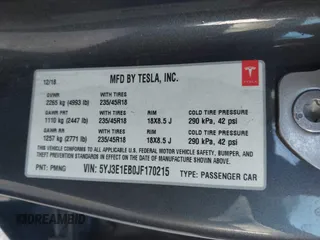 12/18
MFD BY TESLA, INC.
TESLA
GVWR
2265 kg (4993 lb)
WITH TIRES
235/45R18
GAWR FRT
1110 kg (2447 lb)
WITH TIRES
235/45R18
RIM
18X8.5 J
COLD TIRE PRESSURE
290 kPa, 42 psi
GAWR RR
1257 kg (2771 lb)
WITH TIRES
235/45R18
RIM
18X8.5 J
COLD TIRE PRESSURE
290 kPa, 42 psi
THIS VEHICLE CONFORMS TO ALL APPLICABLE FEDERAL MOTOR VEHICLE
SAFETY, BUMPER, AND THEFT PREVENTION STANDARDS IN EFFECT ON THE
DATE OF MANUFACTURE SHOWN ABOVE.
PNT: PMNG
VIN: 5YJ3E1EB0JF170215
TYPE: PASSENGER CAR
AUTOBIDMASTER